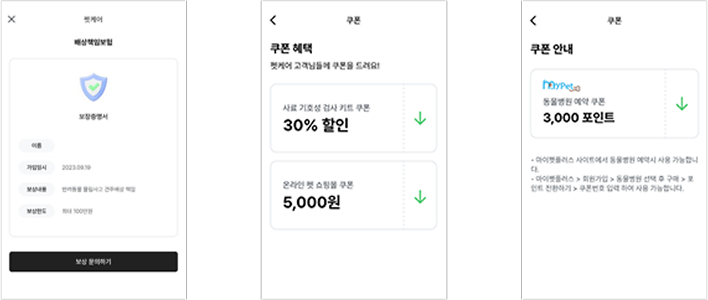 펫케어
배상책임보험
보장증명서
이름
가입일시 2023.09.19
보상내용 반려동물 물림사고 견주배상 책임
보상한도 최대 100만원
보상 문의하기
쿠폰
쿠폰 혜택
펫케어 고객님들께 쿠폰을 드려요!
사료 기호성 검사 키트 쿠폰
30% 할인
온라인 펫 쇼핑몰 쿠폰
5,000원
쿠폰
쿠폰 안내
MyPet
동물병원 예약 쿠폰
3,000 포인트
- 마이펫플러스 사이트에서 동물병원 예약시 사용 가능합니
다.
- 마이펫플러스 > 회원가입 > 동물병원 선택 후 구매 > 포
인트 전환하기 > 쿠폰번호 입력 하여 사용 가능합니다.